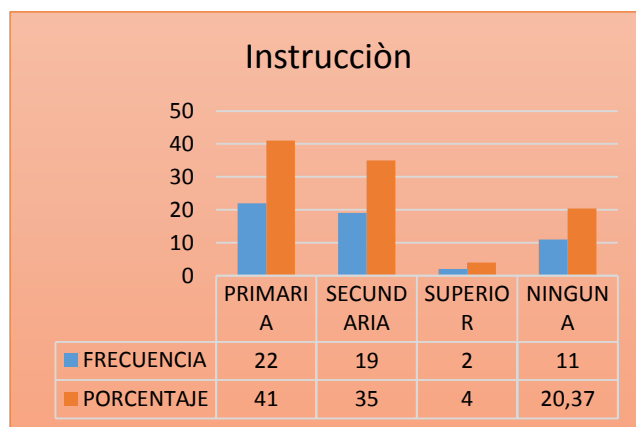 Instrucciòn
50
40
30
20
10
0
PRIMARI
A
SECUND
ARIA
SUPERIO
R
NINGUN
A
FRECUENCIA 22 19 2 11
PORCENTAJE 41 35 4 20,37